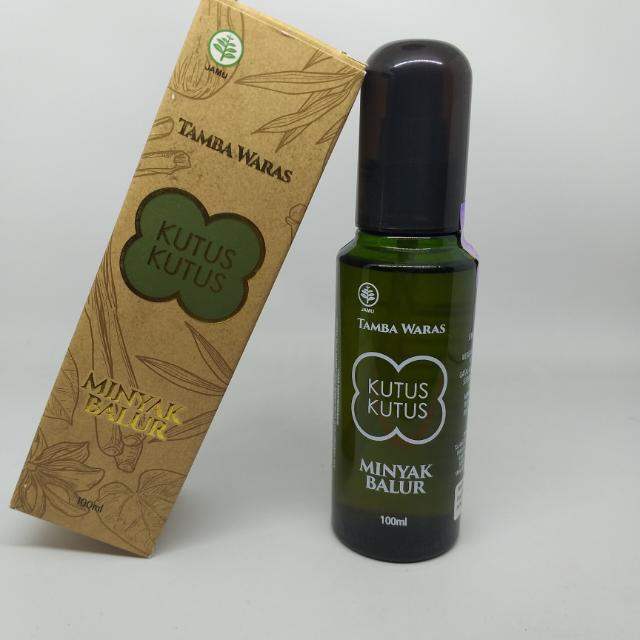 JAMU
TAMBA WARAS
KUTUS
KUTUS
MINYAK
BALUR
100ml
JAMU
TAMBA WARAS
KUTUS
KUTUS
MINYAK
BALUR
100ml